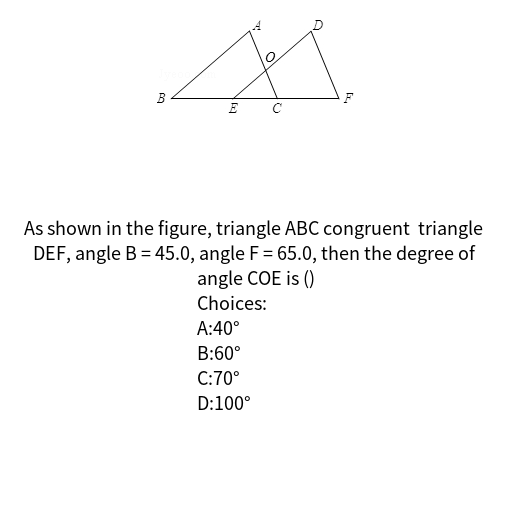 A
D
O
B
E
C
F
As shown in the figure, triangle ABC congruent  triangle
DEF, angle B = 45.0, angle F = 65.0, then the degree of
angle COE is ()
Choices:
A:40°
B:60°
C:70°
D:100°